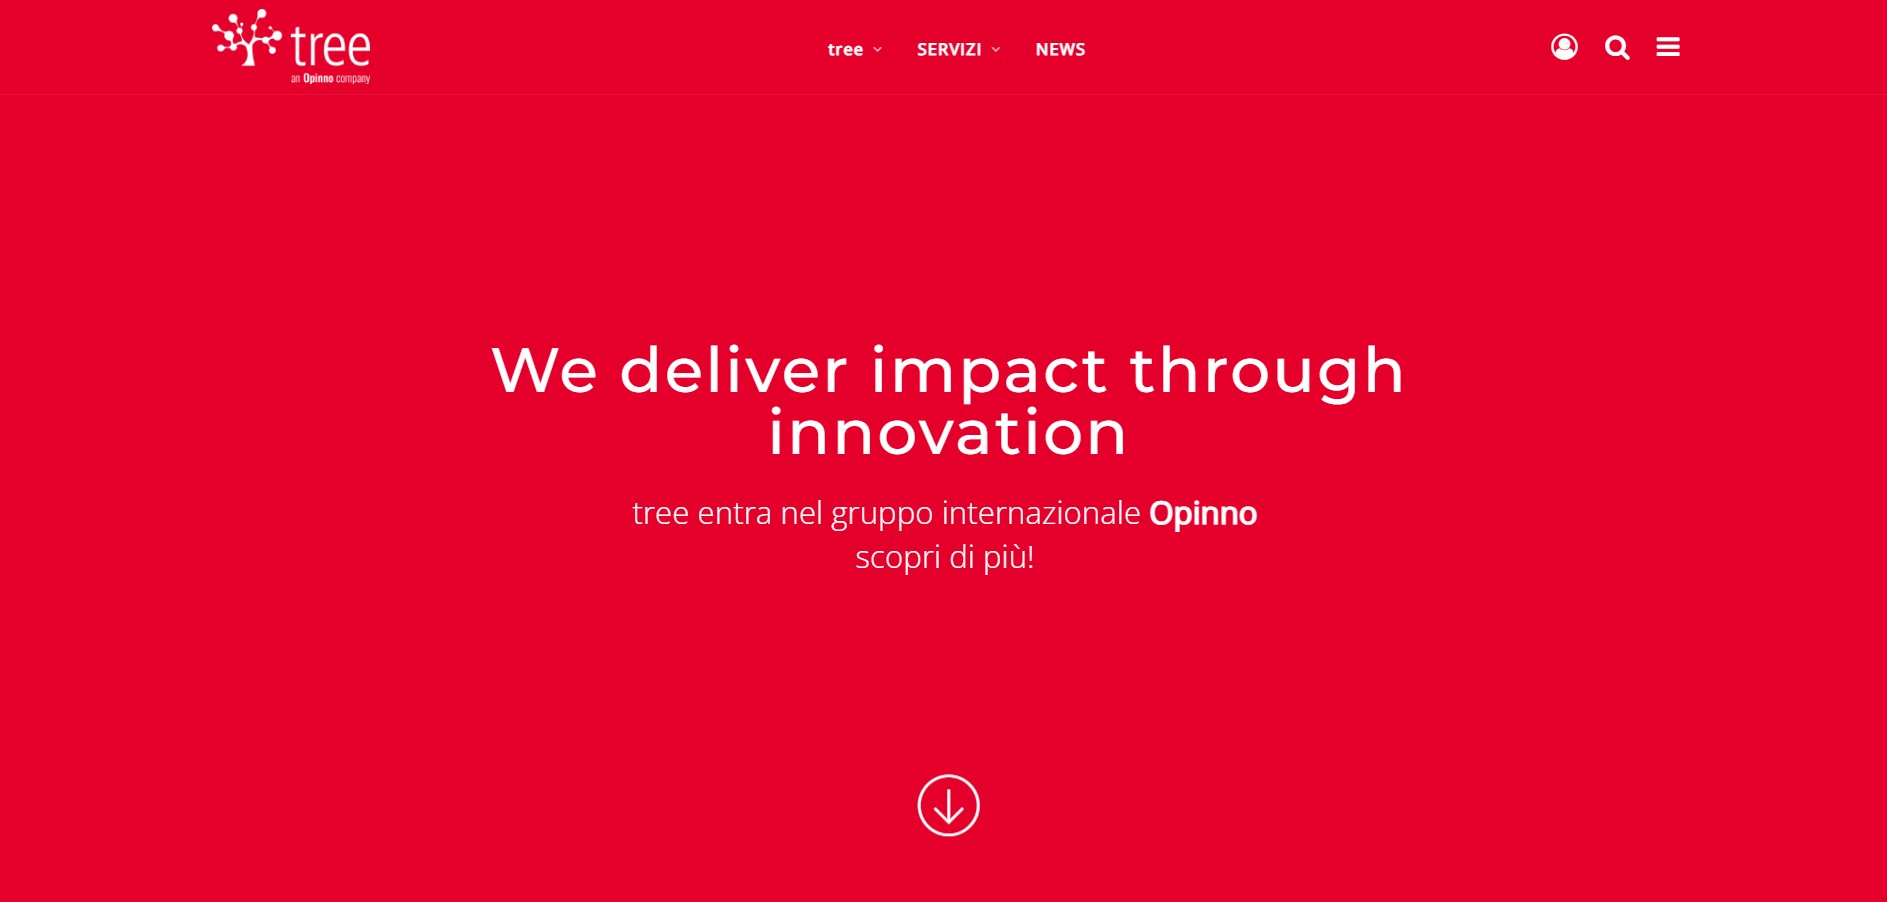 tree
an Opinno company
tree
SERVIZI
NEWS
We deliver impact through
innovation
tree entra nel gruppo internazionale Opinno
scopri di più!